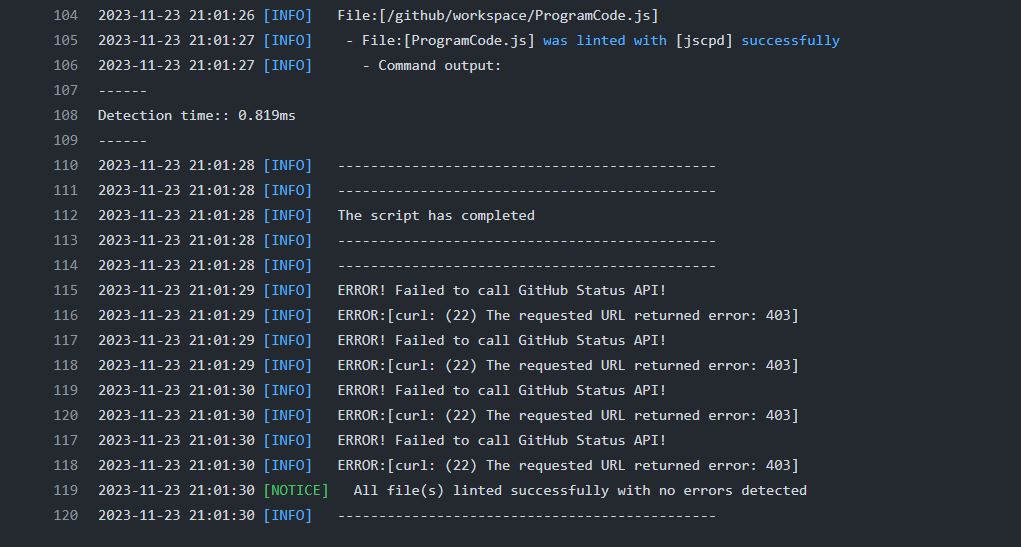 104 2023-11-23 21:01:26 [INFO] File:[/github/workspace/ProgramCode.js]
105 2023-11-23 21:01:27 [INFO] - File:[ProgramCode.js] was linted with [jscpd] successfully
106 2023-11-23 21:01:27 [INFO] - Command output:
107 ------
108 Detection time:: 0.819ms
109 ------
110 2023-11-23 21:01:28 [INFO] ----------------------------------------------
111 2023-11-23 21:01:28 [INFO] ----------------------------------------------
112 2023-11-23 21:01:28 [INFO] The script has completed
113 2023-11-23 21:01:28 [INFO] ----------------------------------------------
114 2023-11-23 21:01:28 [INFO] ----------------------------------------------
115 2023-11-23 21:01:29 [INFO] ERROR! Failed to call GitHub Status API!
116 2023-11-23 21:01:29 [INFO] ERROR:[curl: (22) The requested URL returned error: 403]
117 2023-11-23 21:01:29 [INFO] ERROR! Failed to call GitHub Status API!
118 2023-11-23 21:01:29 [INFO] ERROR:[curl: (22) The requested URL returned error: 403]
119 2023-11-23 21:01:30 [INFO] ERROR! Failed to call GitHub Status API!
120 2023-11-23 21:01:30 [INFO] ERROR:[curl: (22) The requested URL returned error: 403]
117 2023-11-23 21:01:30 [INFO] ERROR! Failed to call GitHub Status API!
118 2023-11-23 21:01:30 [INFO] ERROR:[curl: (22) The requested URL returned error: 403]
119 2023-11-23 21:01:30 [NOTICE] All file(s) linted successfully with no errors detected
120 2023-11-23 21:01:30 [INFO] ----------------------------------------------